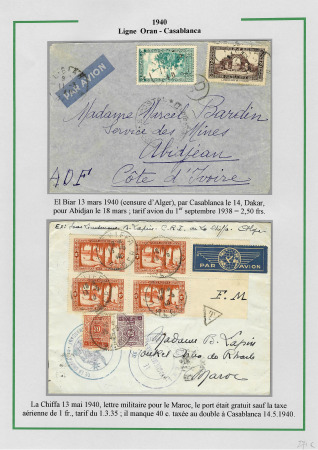 1940
Ligne Oran - Casablanca
PAR AVION
Madame Marcel Bardin
Service des Mines
Abidjean
A.O.F
Côte d'Ivoire
El Biar 13 mars 1940 (censure d'Alger), par Casablanca le 14, Dakar,
pour Abidjan le 18 mars ; tarif avion du 1er septembre 1938 = 2,50 frs.
PAR AVION
F. M
T
Madame B. Lapin
Maroc
La Chiffa 13 mai 1940, lettre militaire pour le Maroc, le port était gratuit sauf la taxe
aérienne de 1 fr., tarif du 1.3.35 ; il manque 40 c. taxée au double à Casablanca 14.5.1940.